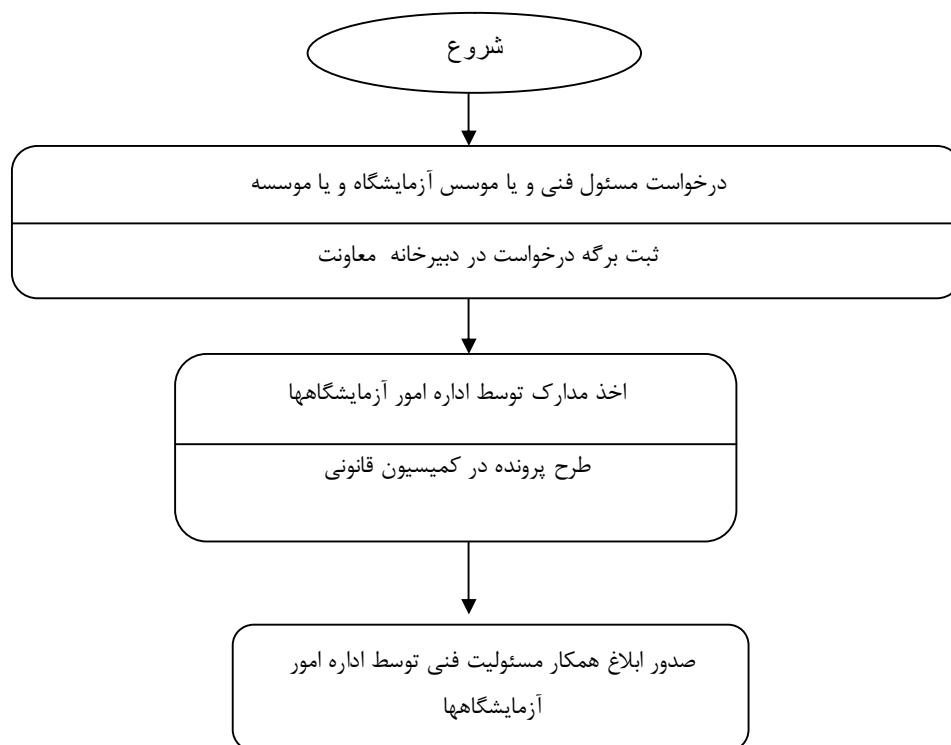 شروع
درخواست مسئول فنی و یا موسس آزمایشگاه و یا موسسه
ثبت برگه درخواست در دبیرخانه معاونت
اخذ مدارک توسط اداره امور آزمایشگاهها
طرح پرونده در کمیسیون قانونی
صدور ابلاغ همکار مسئولیت فنی توسط اداره امور
آزمایشگاهها